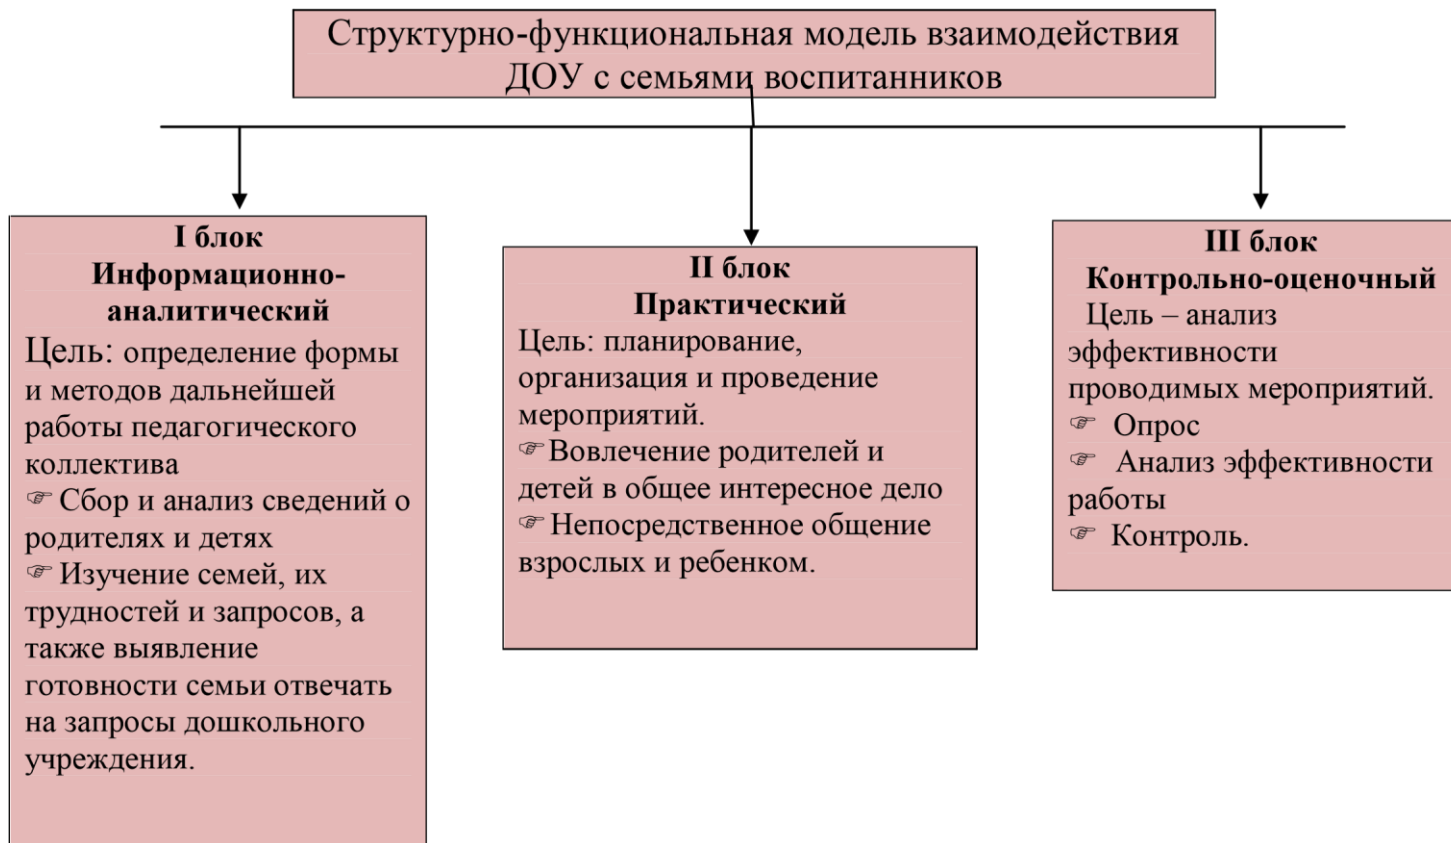 Структурно-функциональная модель взаимодействия
ДОУ с семьями воспитанников
I блок
Информационно-
аналитический
Цель: определение формы
и методов дальнейшей
работы педагогического
коллектива
☞ Сбор и анализ сведений о
родителях и детях
☞ Изучение семей, их
трудностей и запросов, а
также выявление
готовности семьи отвечать
на запросы дошкольного
учреждения.
II блок
Практический
Цель: планирование,
организация и проведение
мероприятий.
☞ Вовлечение родителей и
детей в общее интересное дело
☞ Непосредственное общение
взрослых и ребенком.
III блок
Контрольно-оценочный
Цель – анализ
эффективности
проводимых мероприятий.
☞ Опрос
☞ Анализ эффективности
работы
☞ Контроль.